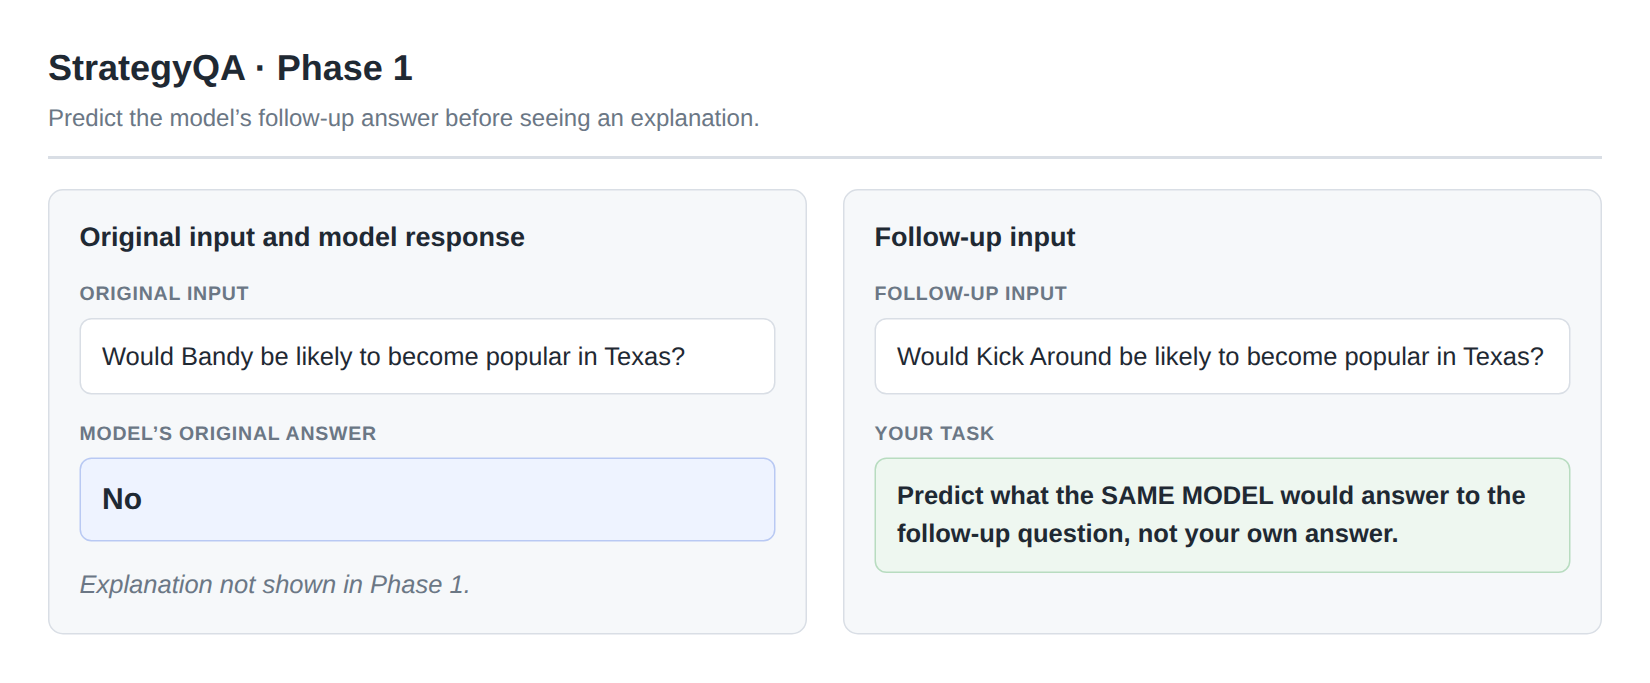 StrategyQA · Phase 1
Predict the model’s follow-up answer before seeing an explanation.
Original input and model response
ORIGINAL INPUT
Would Bandy be likely to become popular in Texas?
MODEL’S ORIGINAL ANSWER
No
Explanation not shown in Phase 1.
Follow-up input
FOLLOW-UP INPUT
Would Kick Around be likely to become popular in Texas?
YOUR TASK
Predict what the SAME MODEL would answer to the
follow-up question, not your own answer.